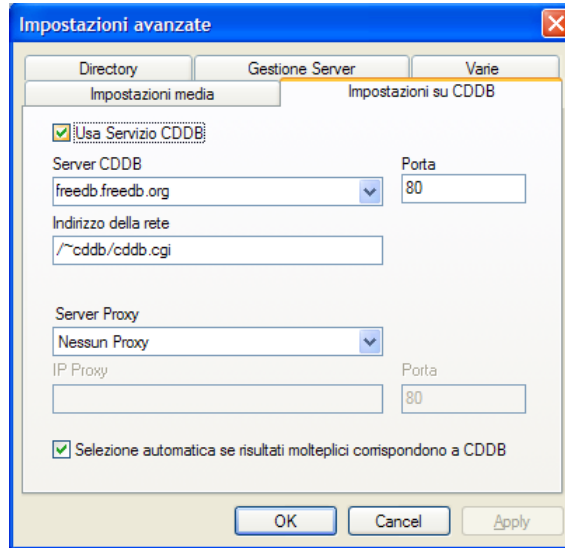 Impostazioni avanzate
Directory Gestione Server Varie
Impostazioni media Impostazioni su CDDB
Usa Servizio CDDB
Server CDDB Porta
freedb.freedb.org 80
Indirizzo della rete
/~cddb/cddb.cgi
Server Proxy
Nessun Proxy
IP Proxy Porta
80
Selezione automatica se risultati molteplici corrispondono a CDDB
OK Cancel Apply